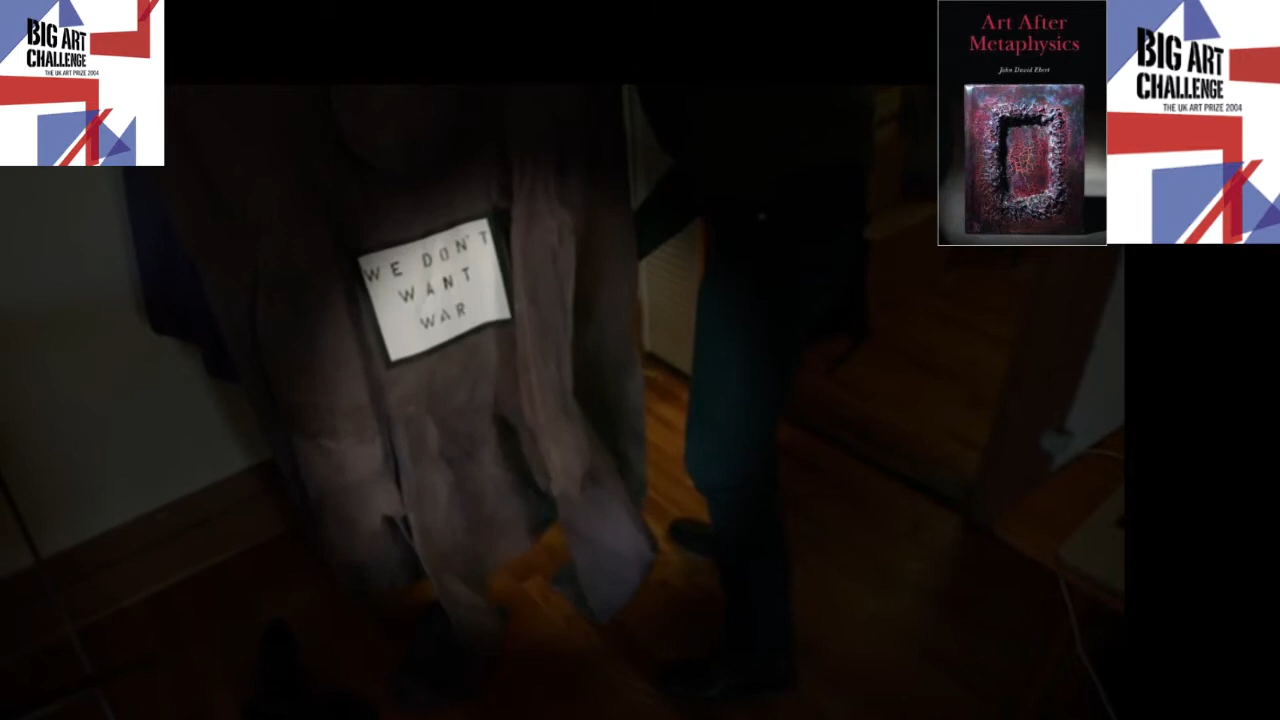 BIG ART
CHALLENGE
THE UK ART PRIZE 2004
WE DON'T
WANT
WAR
Art After
Metaphysics
John David Ebert
BIG ART
CHALLENGE
THE UK ART PRIZE 2004